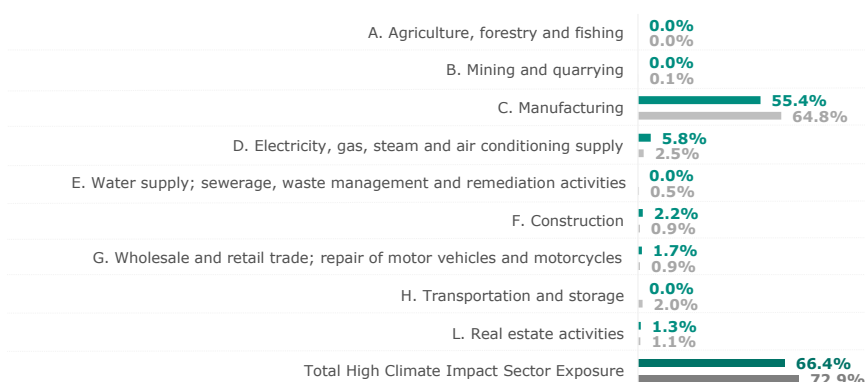 A. Agriculture, forestry and fishing
0.0%
0.0%
B. Mining and quarrying
0.0%
0.1%
C. Manufacturing
55.4%
64.8%
D. Electricity, gas, steam and air conditioning supply
5.8%
2.5%
E. Water supply; sewerage, waste management and remediation activities
0.0%
0.5%
F. Construction
2.2%
0.9%
G. Wholesale and retail trade; repair of motor vehicles and motorcycles
1.7%
0.9%
H. Transportation and storage
0.0%
2.0%
L. Real estate activities
1.3%
1.1%
Total High Climate Impact Sector Exposure
66.4%
72.9%